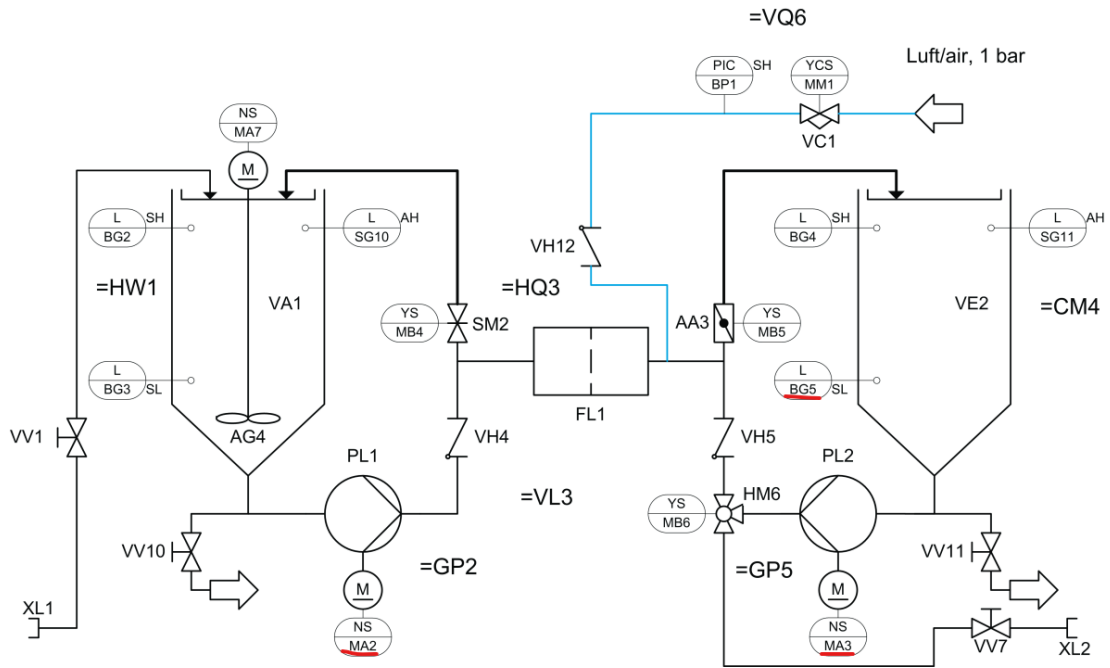 =VQ6
Luft/air, 1 bar
PIC SH
BP1
YCS
MM1
VC1
NS
MA7
M
L SH
BG2
L AH
SG10
VH12
L SH
BG4
L AH
SG11
=HW1
VA1
=HQ3
VE2
=CM4
YS
MB4
SM2
AA3
YS
MB5
L
BG3 SL
L
BG5 SL
FL1
VV1
AG4
VH4
VH5
PL1
PL2
=VL3
HM6
YS
MB6
VV10
=GP2
=GP5
VV11
M
M
XL1
NS
MA2
NS
MA3
VV7
XL2